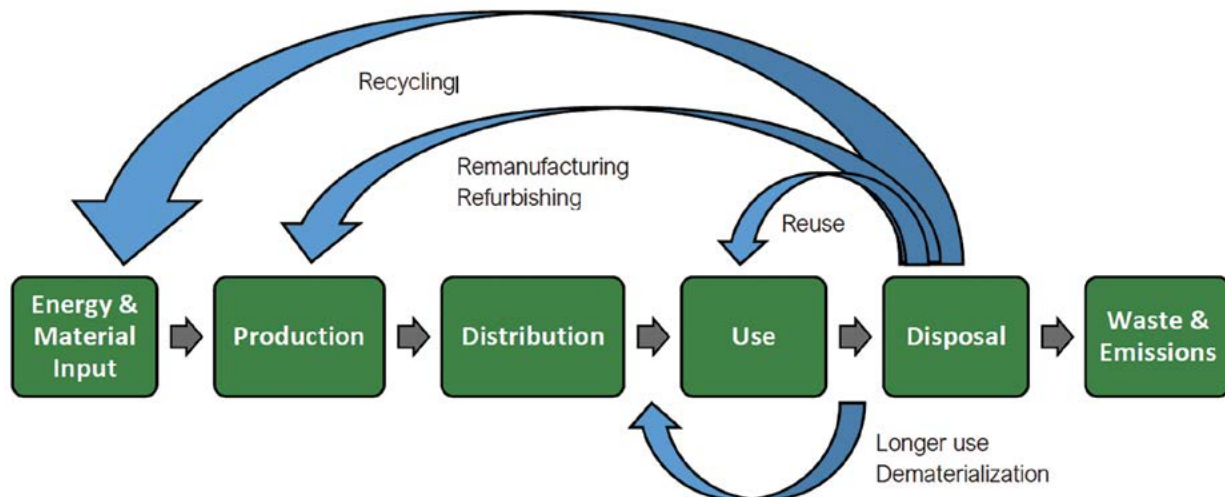 Recycling
Remanufacturing
Refurbishing
Reuse
Energy &
Material
Input
Production
Distribution
Use
Disposal
Waste &
Emissions
Longer use
Dematerialization